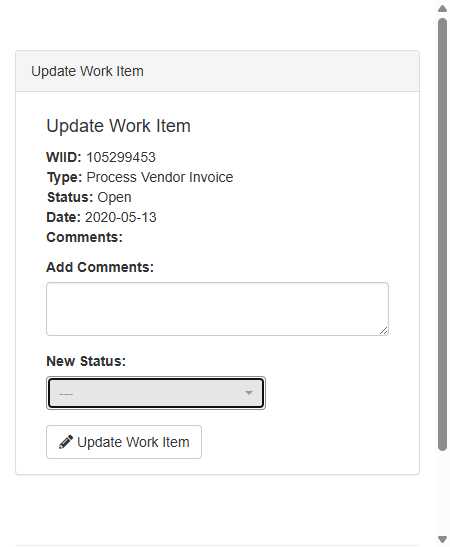 Update Work Item
Update Work Item
WIID: 105299453
Type: Process Vendor Invoice
Status: Open
Date: 2020-05-13
Comments:
Add Comments:
New Status:
---
Update Work Item